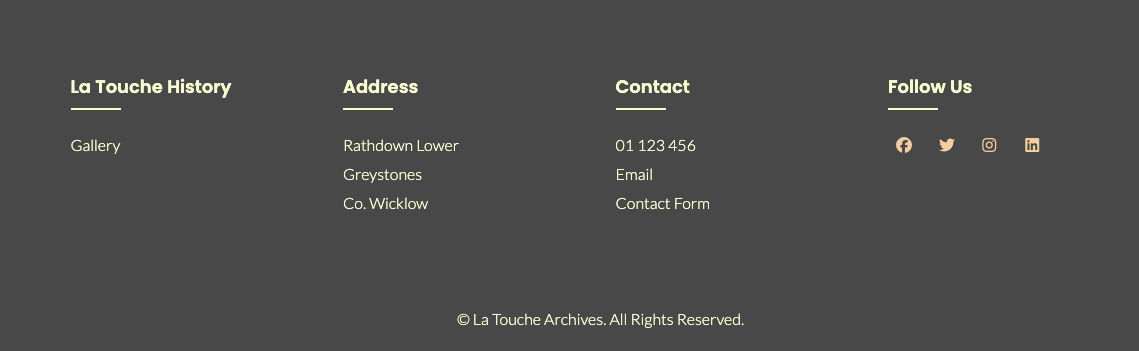 La Touche History
Gallery
Address
Rathdown Lower
Greystones
Co. Wicklow
Contact
01 123 456
Email
Contact Form
Follow Us
© La Touche Archives. All Rights Reserved.